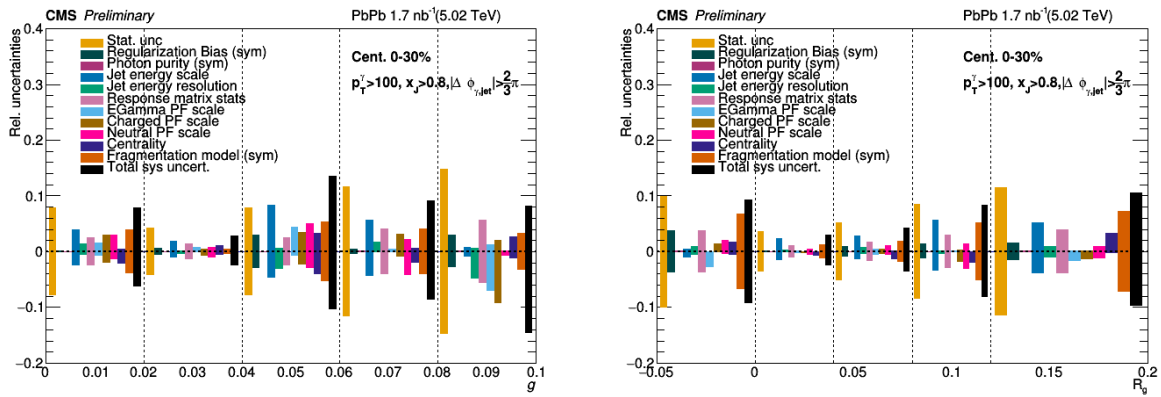 CMS Preliminary PbPb 1.7 nb⁻¹(5.02 TeV)
Rel. uncertainties
0.4
0.3
0.2
0.1
0
−0.1
−0.2
Stat. unc
Regularization Bias (sym)
Photon purity (sym)
Jet energy scale
Jet energy resolution
Response matrix stats
EGamma PF scale
Charged PF scale
Neutral PF scale
Centrality
Fragmentation model (sym)
Total sys uncert.
Cent. 0-30%
p_T^γ>100, x_J>0.8,|Δ ϕ_γ,jet|>2/3π
0 0.01 0.02 0.03 0.04 0.05 0.06 0.07 0.08 0.09 0.1
g
CMS Preliminary PbPb 1.7 nb⁻¹(5.02 TeV)
Rel. uncertainties
0.4
0.3
0.2
0.1
0
−0.1
−0.2
Stat. unc
Regularization Bias (sym)
Photon purity (sym)
Jet energy scale
Jet energy resolution
Response matrix stats
EGamma PF scale
Charged PF scale
Neutral PF scale
Centrality
Fragmentation model (sym)
Total sys uncert.
Cent. 0-30%
p_T^γ>100, x_J>0.8,|Δ ϕ_γ,jet|>2/3π
−0.05 0 0.05 0.1 0.15 0.2
R_g